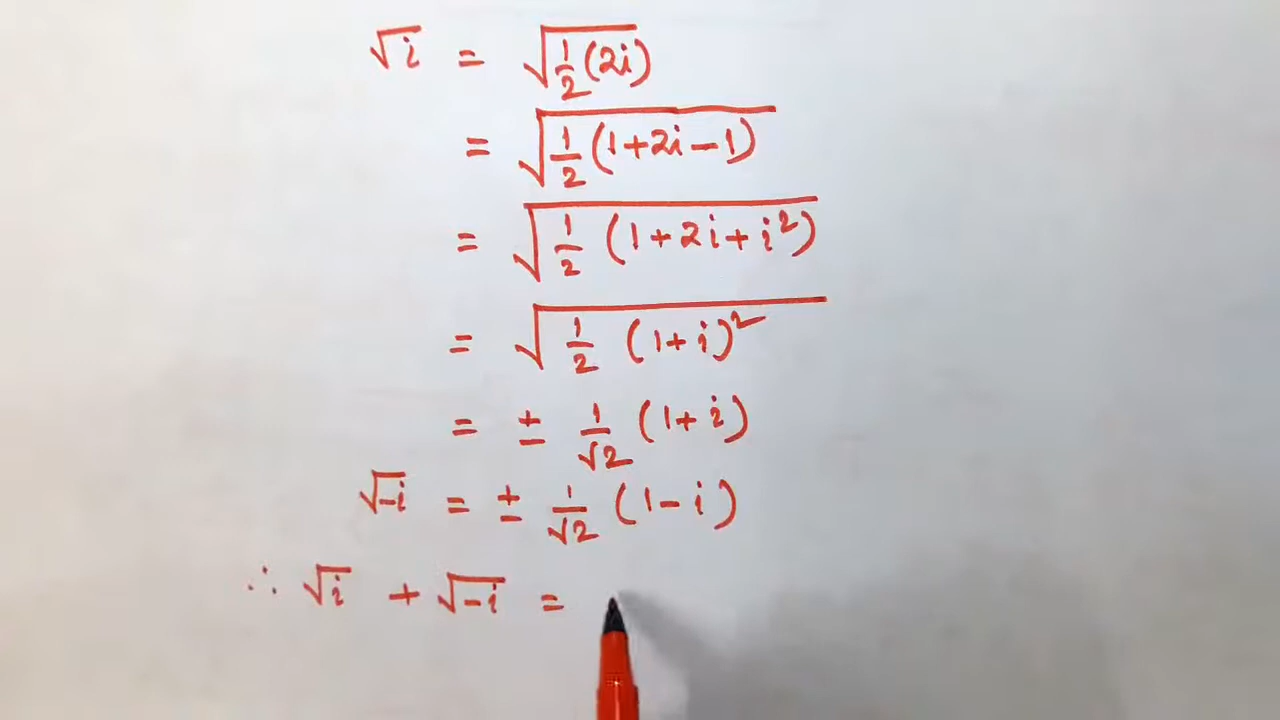 √i = √(1/2 (2i))
= √(1/2 (1+2i-1))
= √(1/2 (1+2i+i²))
= √(1/2 (1+i)²)
= ± 1/√2 (1+i)
√-i = ± 1/√2 (1-i)
∴ √i + √-i =